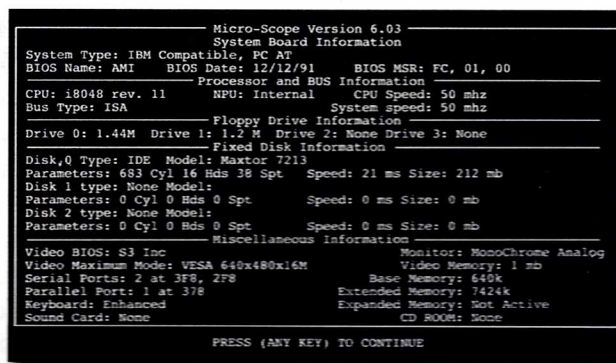 Micro-Scope Version 6.03
System Board Information
System Type: IBM Compatible, PC AT
BIOS Name: AMI BIOS Date: 12/12/91 BIOS MSR: FC, 01, 00
Processor and BUS Information
CPU: i8048 rev. 11 NPU: Internal CPU Speed: 50 mhz
Bus Type: ISA System speed: 50 mhz
Floppy Drive Information
Drive 0: 1.44M Drive 1: 1.2 M Drive 2: None Drive 3: None
Fixed Disk Information
Disk,Q Type: IDE Model: Maxtor 7213
Parameters: 683 Cyl 16 Hds 38 Spt Speed: 21 ms Size: 212 mb
Disk 1 type: None Model:
Parameters: 0 Cyl 0 Hds 0 Spt Speed: 0 ms Size: 0 mb
Disk 2 type: None Model:
Parameters: 0 Cyl 0 Hds 0 Spt Speed: 0 ms Size: 0 mb
Miscellaneous Information
Video BIOS: S3 Inc Monitor: MonoChrome Analog
Video Maximum Mode: VESA 640x480x16M Video Memory: 1 mb
Serial Ports: 2 at 3F8, 2F8 Base Memory: 640k
Parallel Port: 1 at 378 Extended Memory: 7424k
Keyboard: Enhanced Expanded Memory: Not Active
Sound Card: None CD ROOM: None
PRESS (ANY KEY) TO CONTINUE